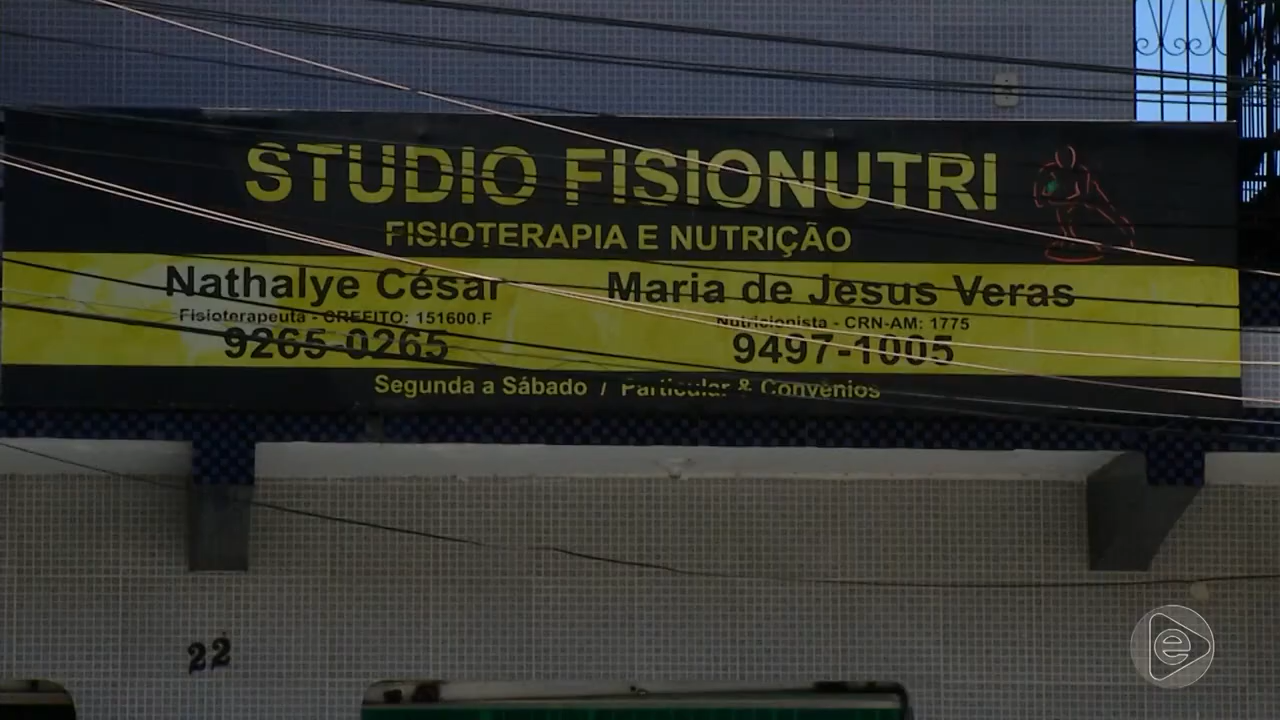 STUDIO FISIONUTRI
FISIOTERAPIA E NUTRIÇÃO
Nathalye César
Fisioterapeuta - CREFITO: 151600.F
9265-0265
Maria de Jesus Veras
Nutricionista - CRN-AM: 1775
9497-1005
Segunda a Sábado / Particular & Convênios
22
e